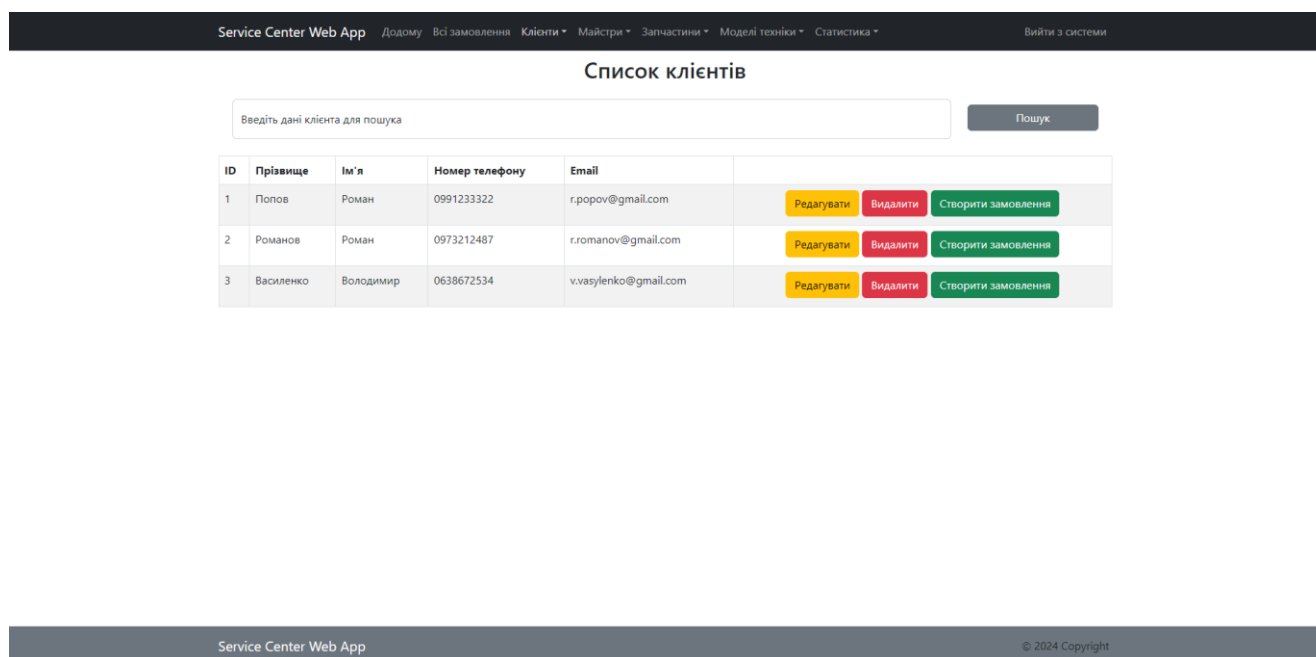 Service Center Web App Додому Всі замовлення Клієнти Майстри Запчастини Моделі техніки Статистика Вийти з системи
Список клієнтів
Введіть дані клієнта для пошука Пошук
ID Прізвище Ім'я Номер телефону Email
1 Попов Роман 0991233322 r.popov@gmail.com Редагувати Видалити Створити замовлення
2 Романов Роман 0973212487 r.romanov@gmail.com Редагувати Видалити Створити замовлення
3 Василенко Володимир 0638672534 v.vasylenko@gmail.com Редагувати Видалити Створити замовлення
Service Center Web App © 2024 Copyright